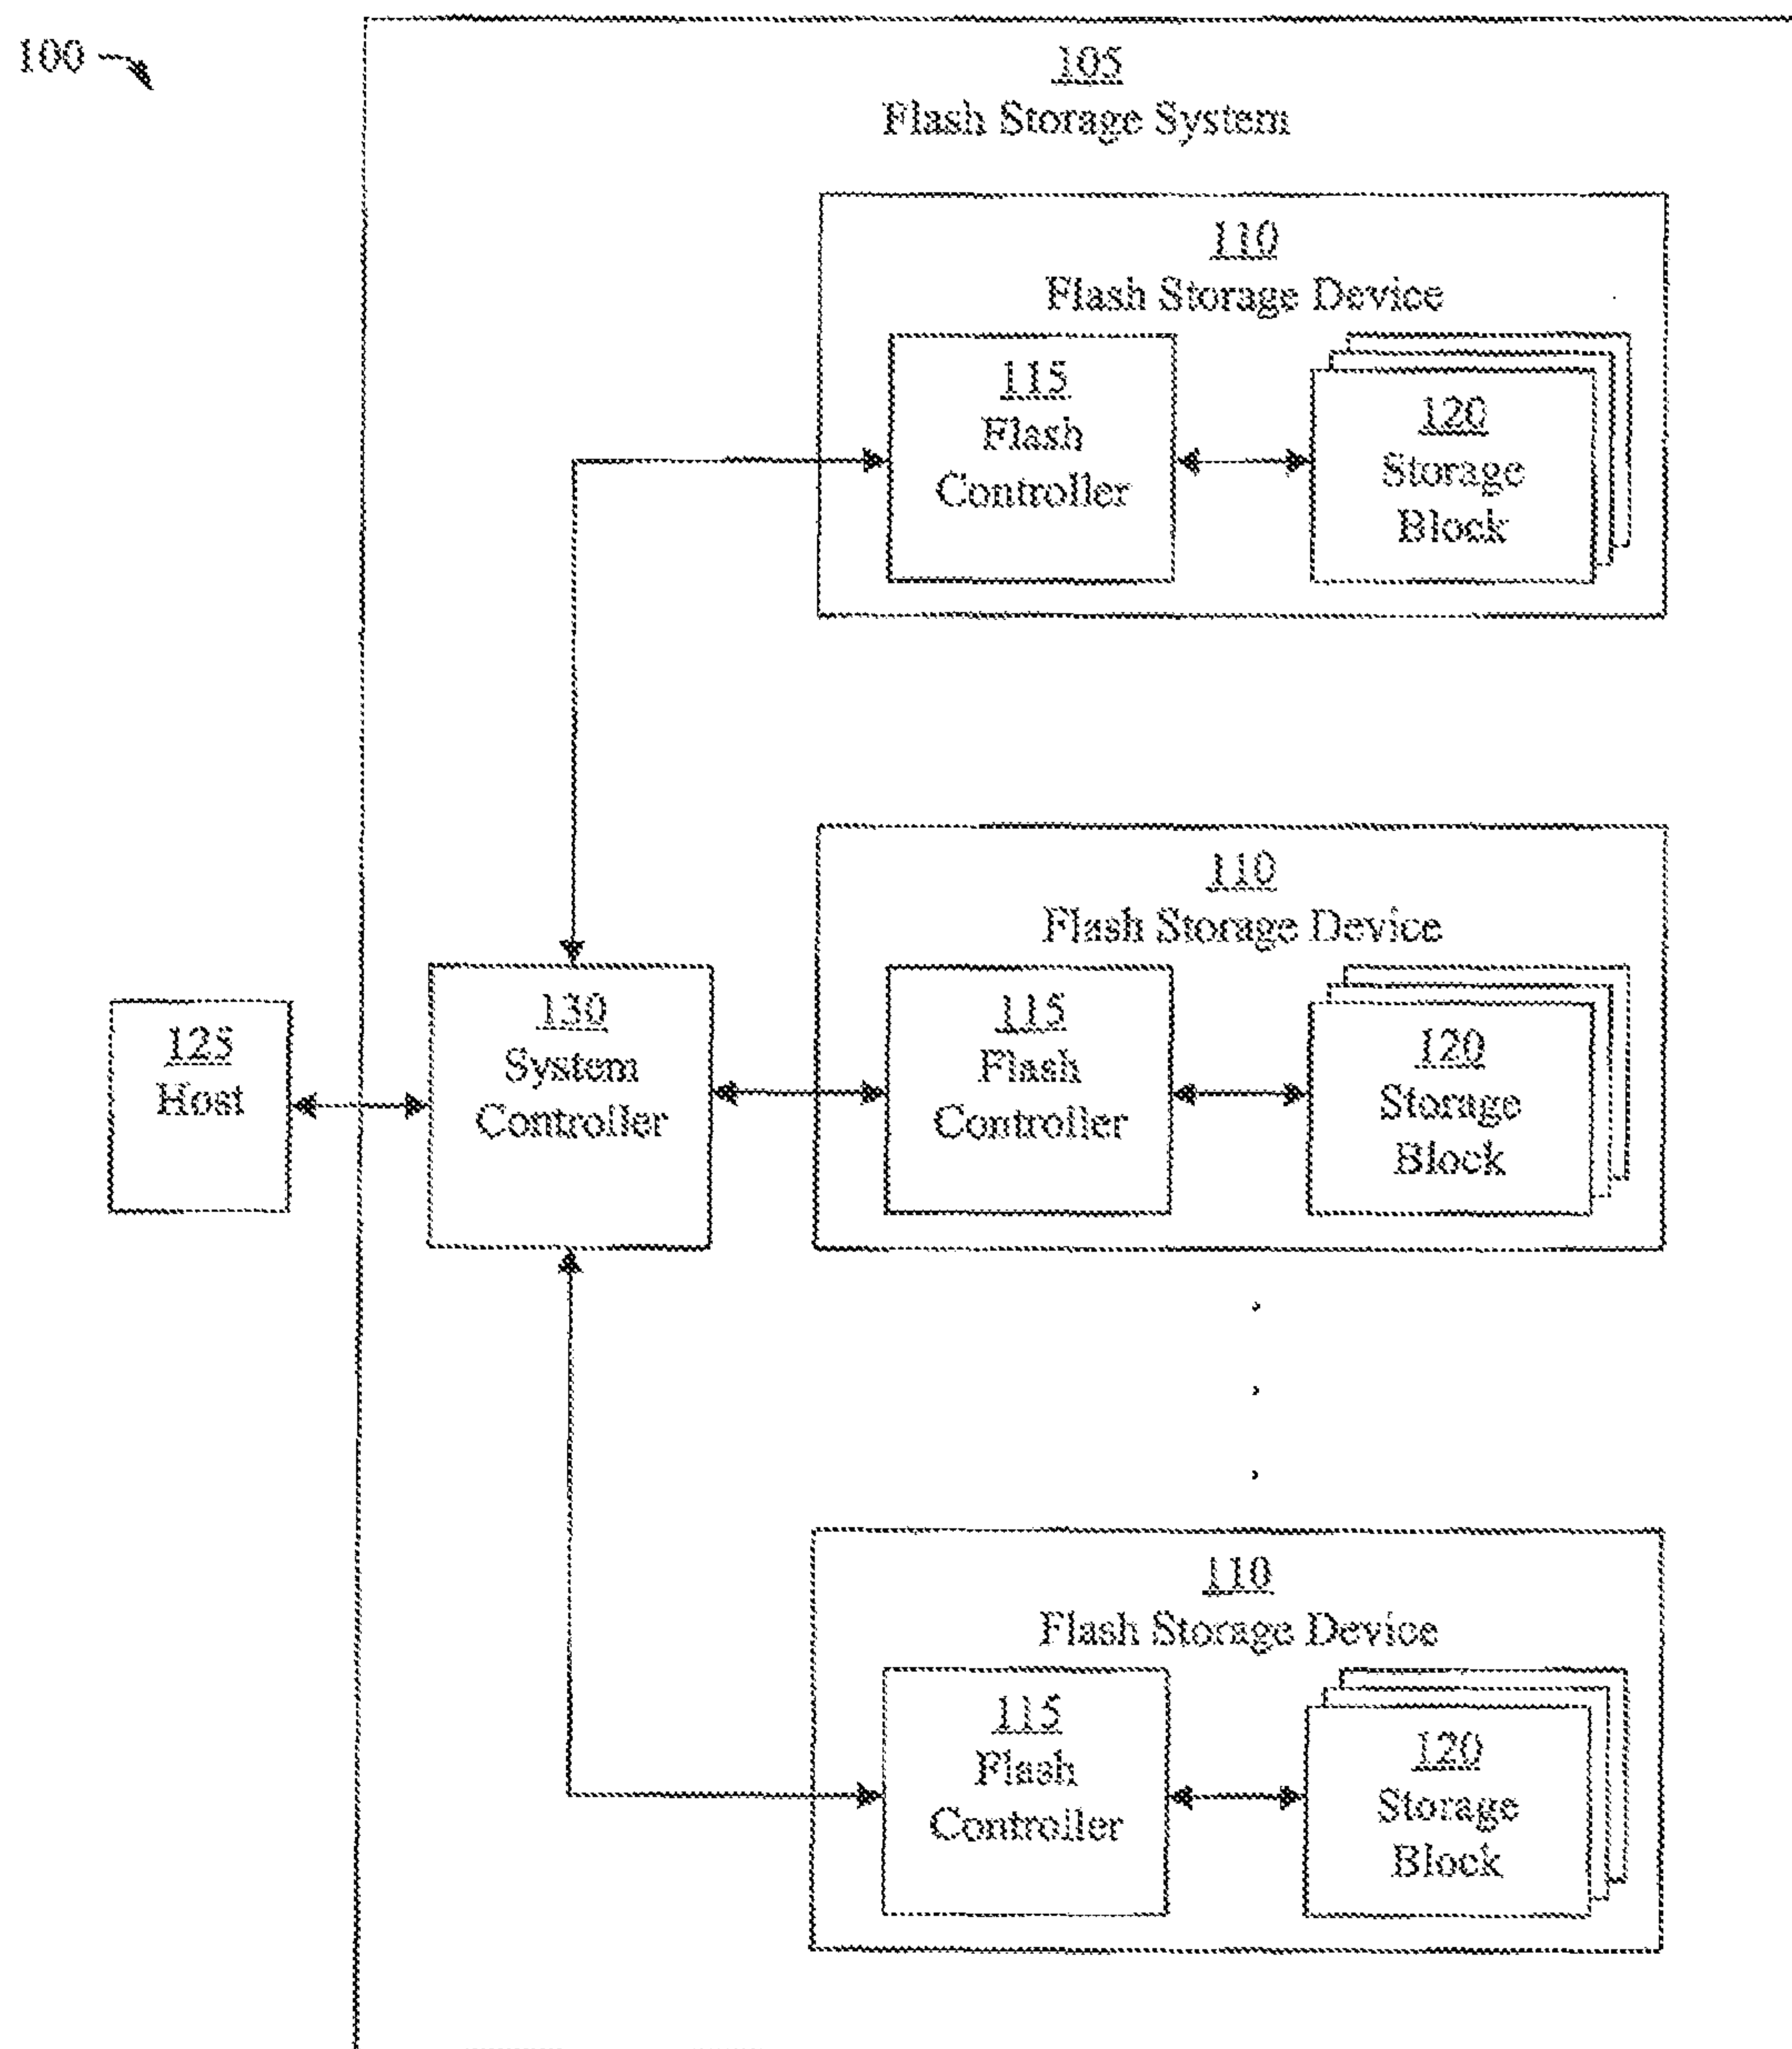 100
105
Flash Storage System
110
Flash Storage Device
115
Flash
Controller
120
Storage
Block
110
Flash Storage Device
125
Host
130
System
Controller
115
Flash
Controller
120
Storage
Block
110
Flash Storage Device
115
Flash
Controller
120
Storage
Block